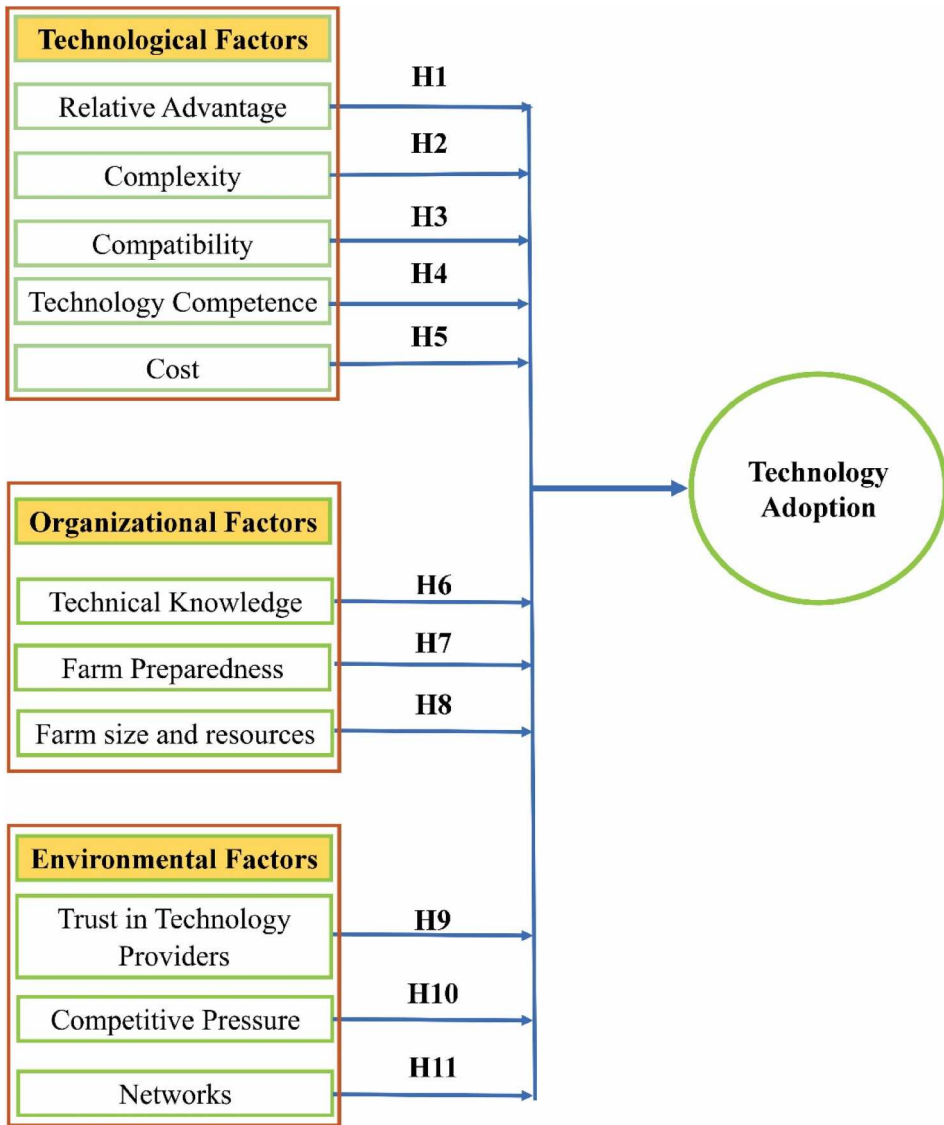 Technological Factors
Relative Advantage
H1
Complexity
H2
Compatibility
H3
Technology Competence
H4
Cost
H5
Technology
Adoption
Organizational Factors
Technical Knowledge
H6
Farm Preparedness
H7
Farm size and resources
H8
Environmental Factors
Trust in Technology
Providers
H9
Competitive Pressure
H10
Networks
H11